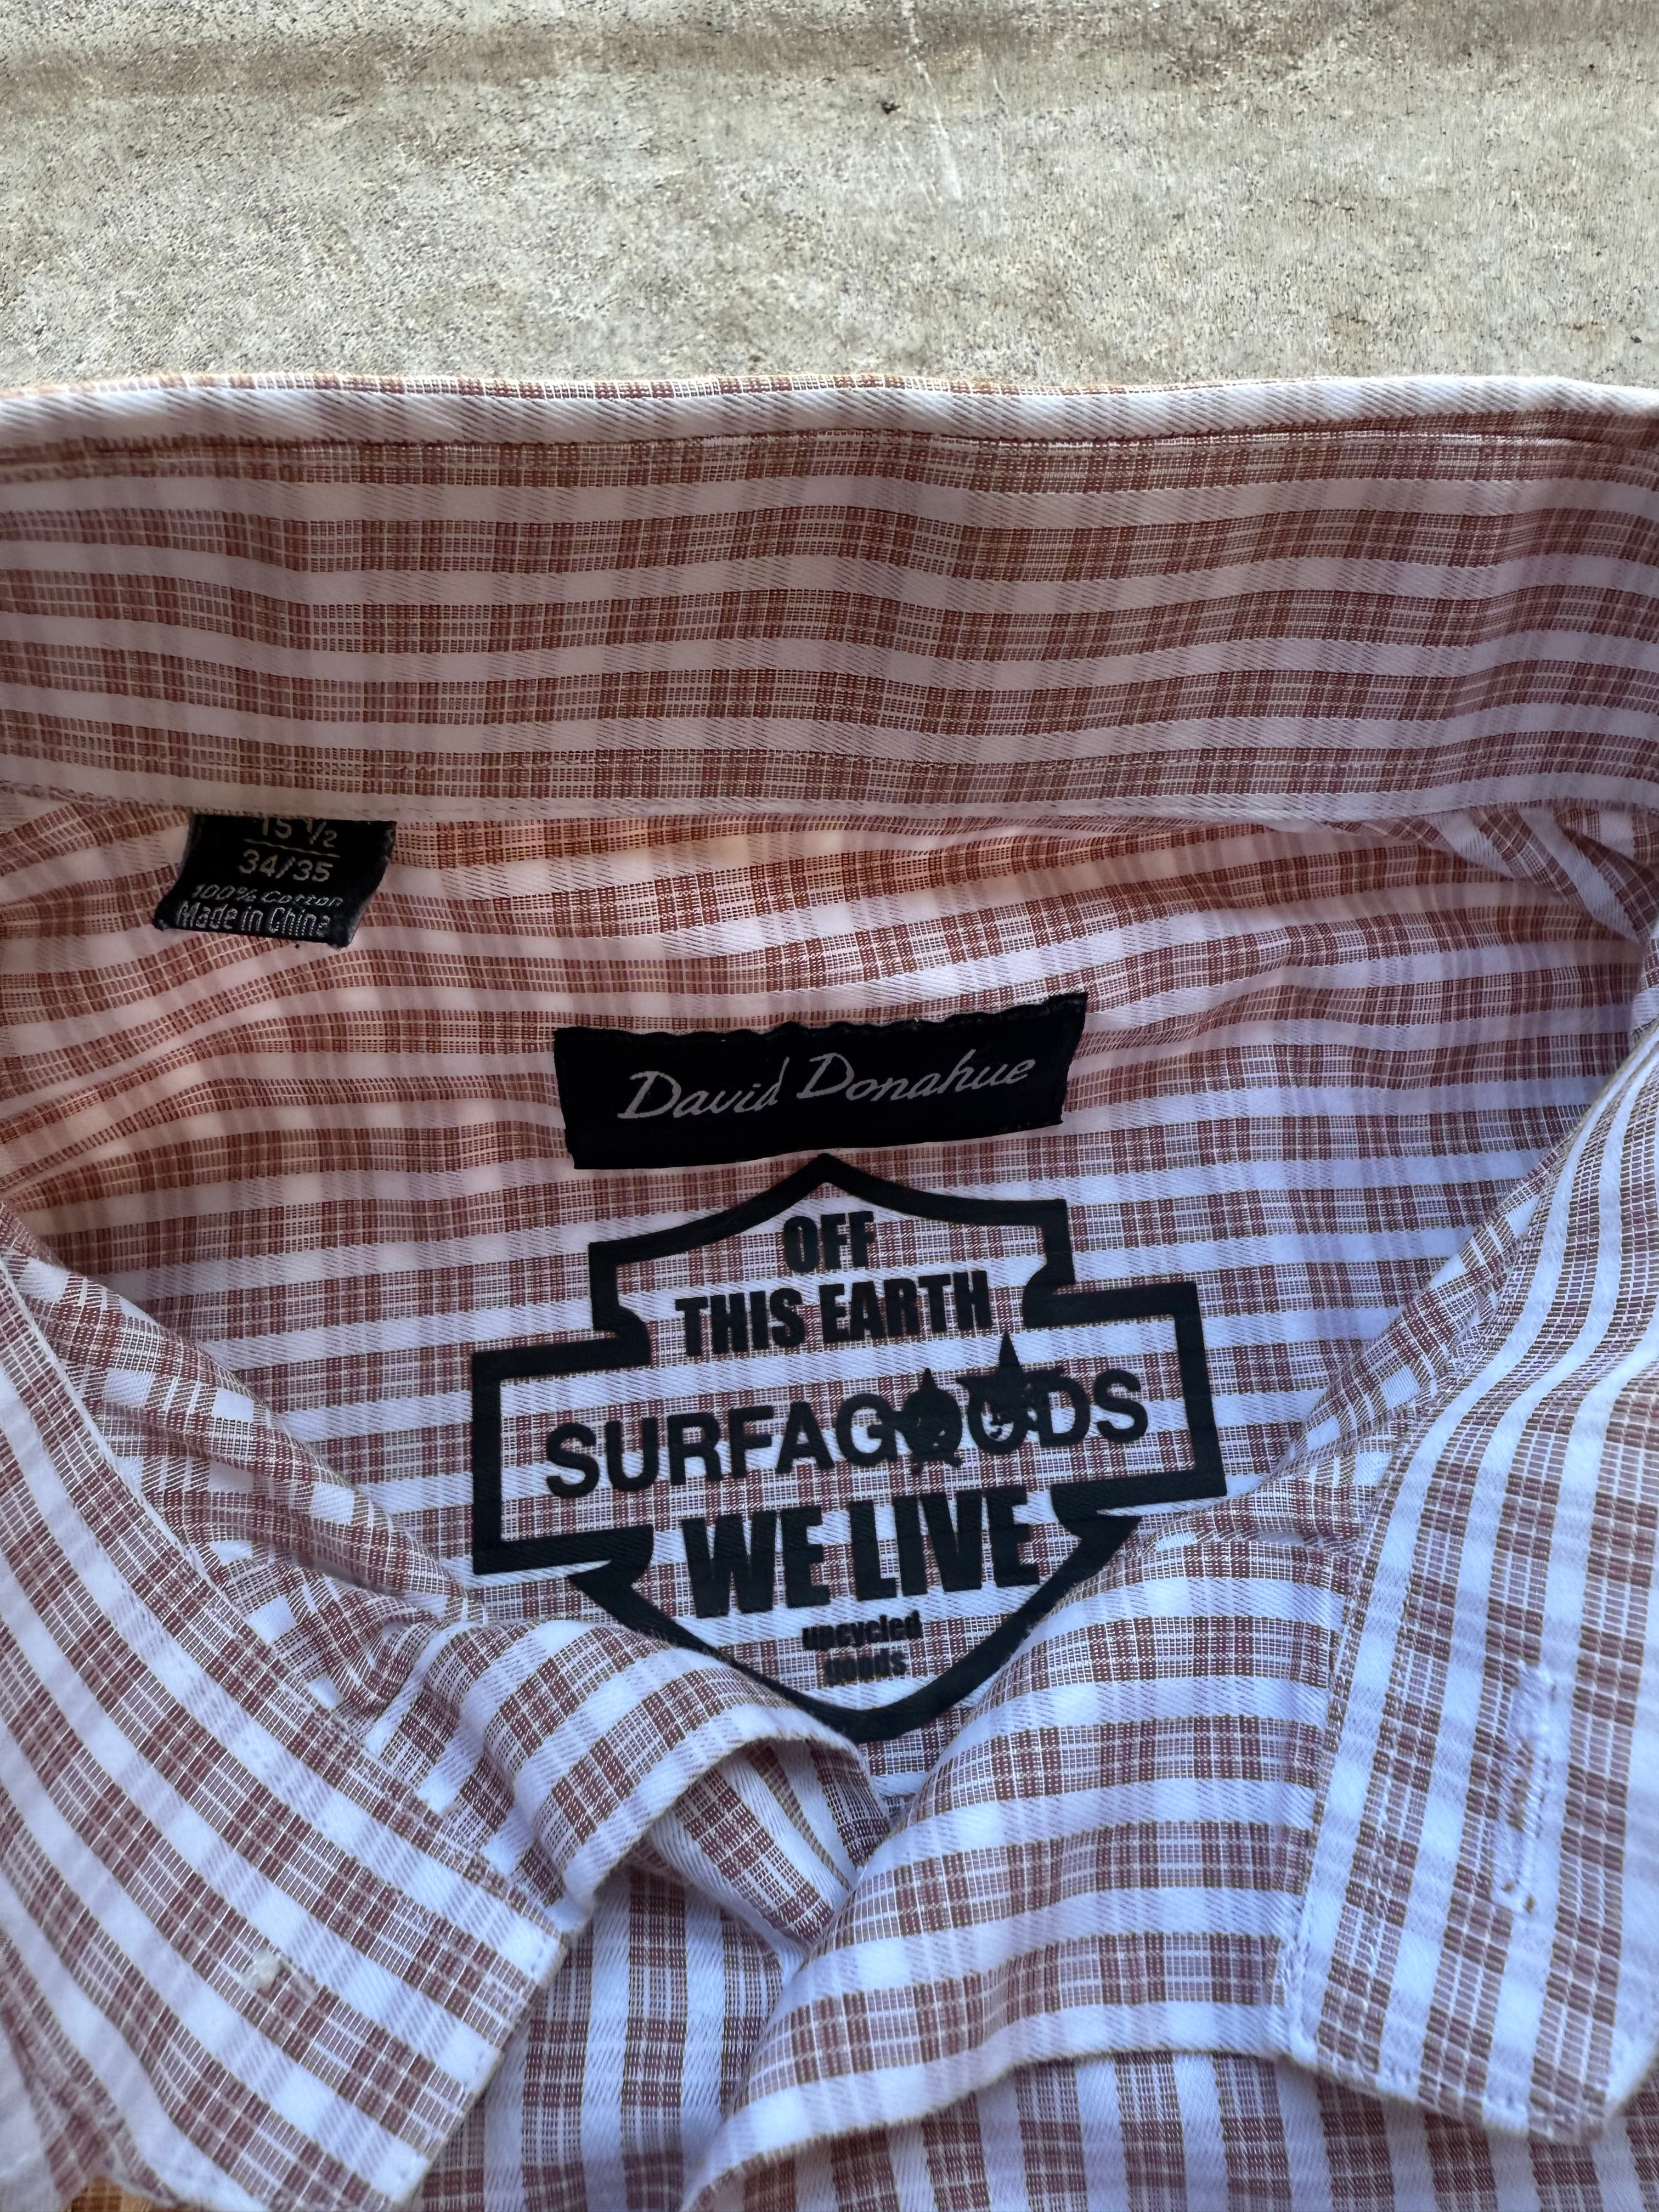 15 1/2
34/35
100% Cotton
Made in China
David Donahue
OFF
THIS EARTH
SURFAGOODS
WE LIVE
upcycled
goods